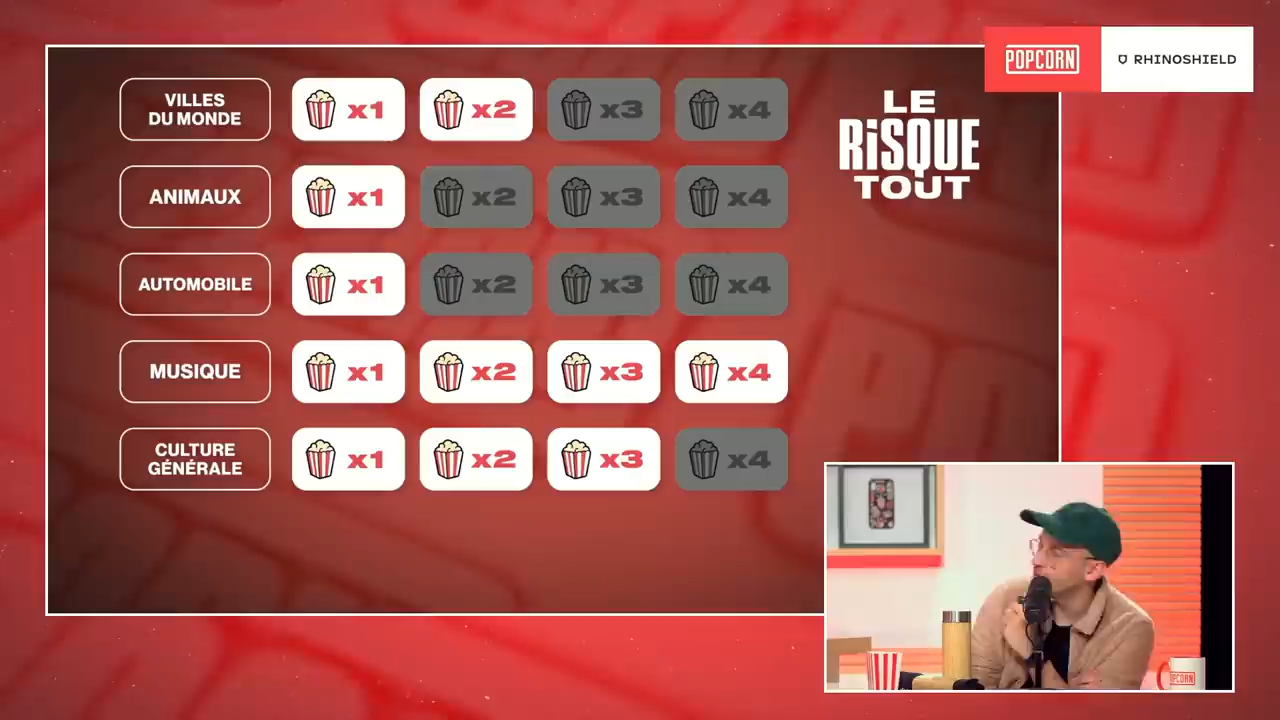 POPCORN
RHINOSHIELD
LE
RiSQUE
TOUT
VILLES
DU MONDE
x1
x2
x3
x4
ANIMAUX
x1
x2
x3
x4
AUTOMOBILE
x1
x2
x3
x4
MUSIQUE
x1
x2
x3
x4
CULTURE
GÉNÉRALE
x1
x2
x3
x4